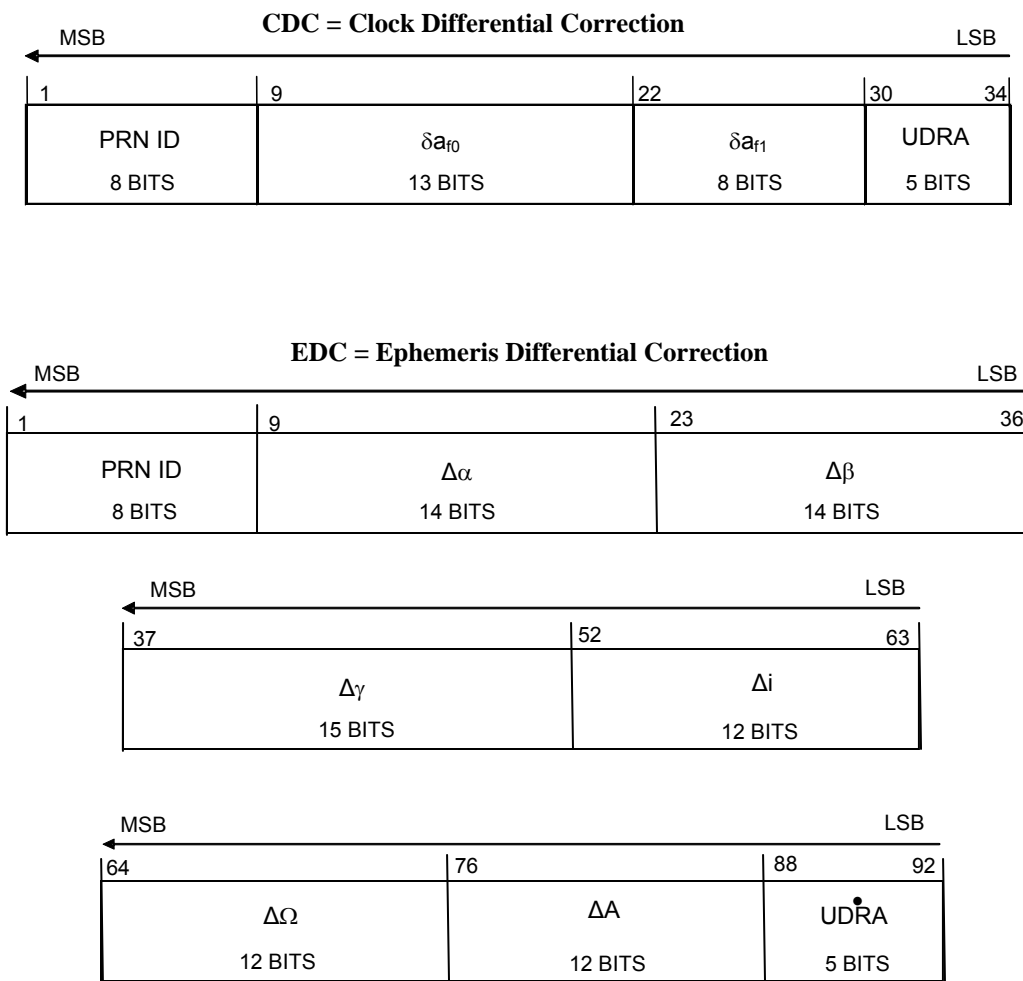 CDC = Clock Differential Correction
MSB LSB
1 9 22 30 34
PRN ID δaf0 δaf1 UDRA
8 BITS 13 BITS 8 BITS 5 BITS
EDC = Ephemeris Differential Correction
MSB LSB
1 9 23 36
PRN ID Δα Δβ
8 BITS 14 BITS 14 BITS
MSB LSB
37 52 63
Δγ Δi
15 BITS 12 BITS
MSB LSB
64 76 88 92
ΔΩ ΔA UDṘA
12 BITS 12 BITS 5 BITS